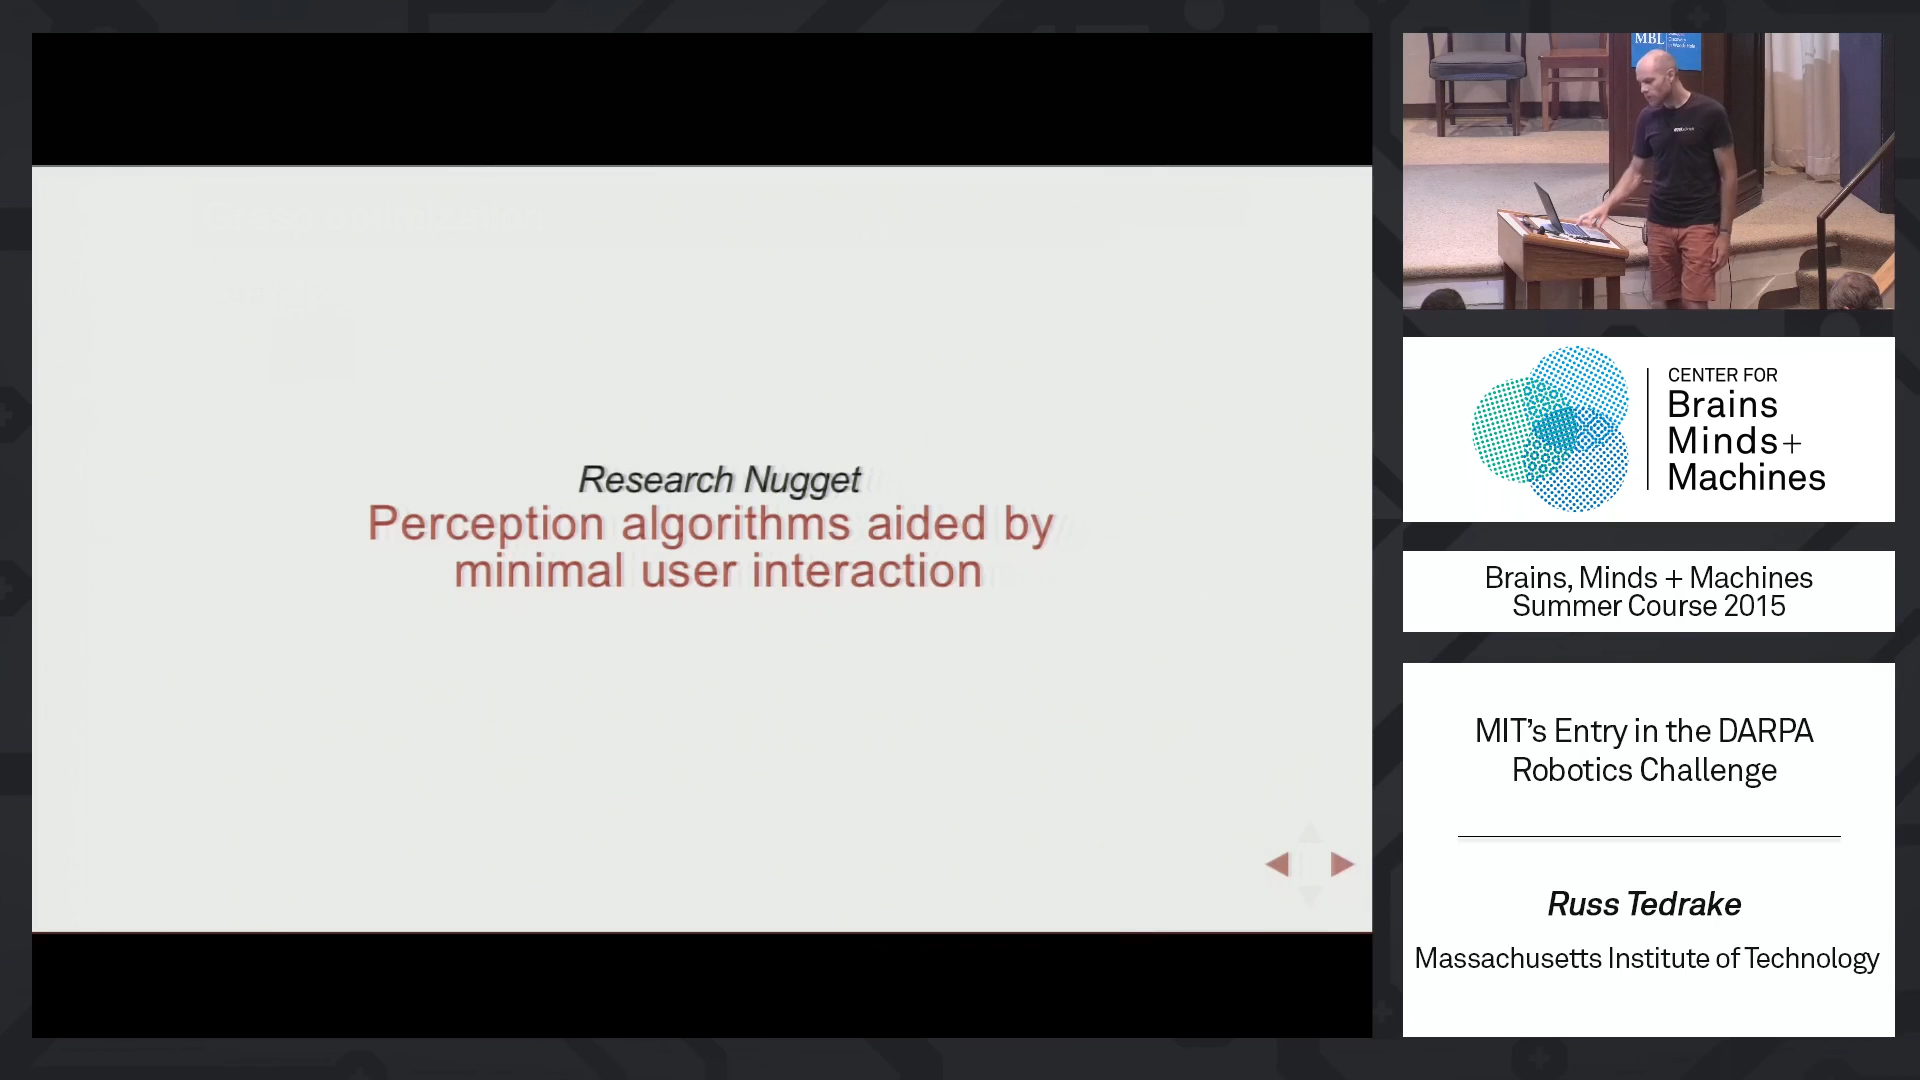 Research Nugget
Perception algorithms aided by
minimal user interaction
MBL
CENTER FOR
Brains
Minds+
Machines
Brains, Minds + Machines
Summer Course 2015
MIT's Entry in the DARPA
Robotics Challenge
Russ Tedrake
Massachusetts Institute of Technology